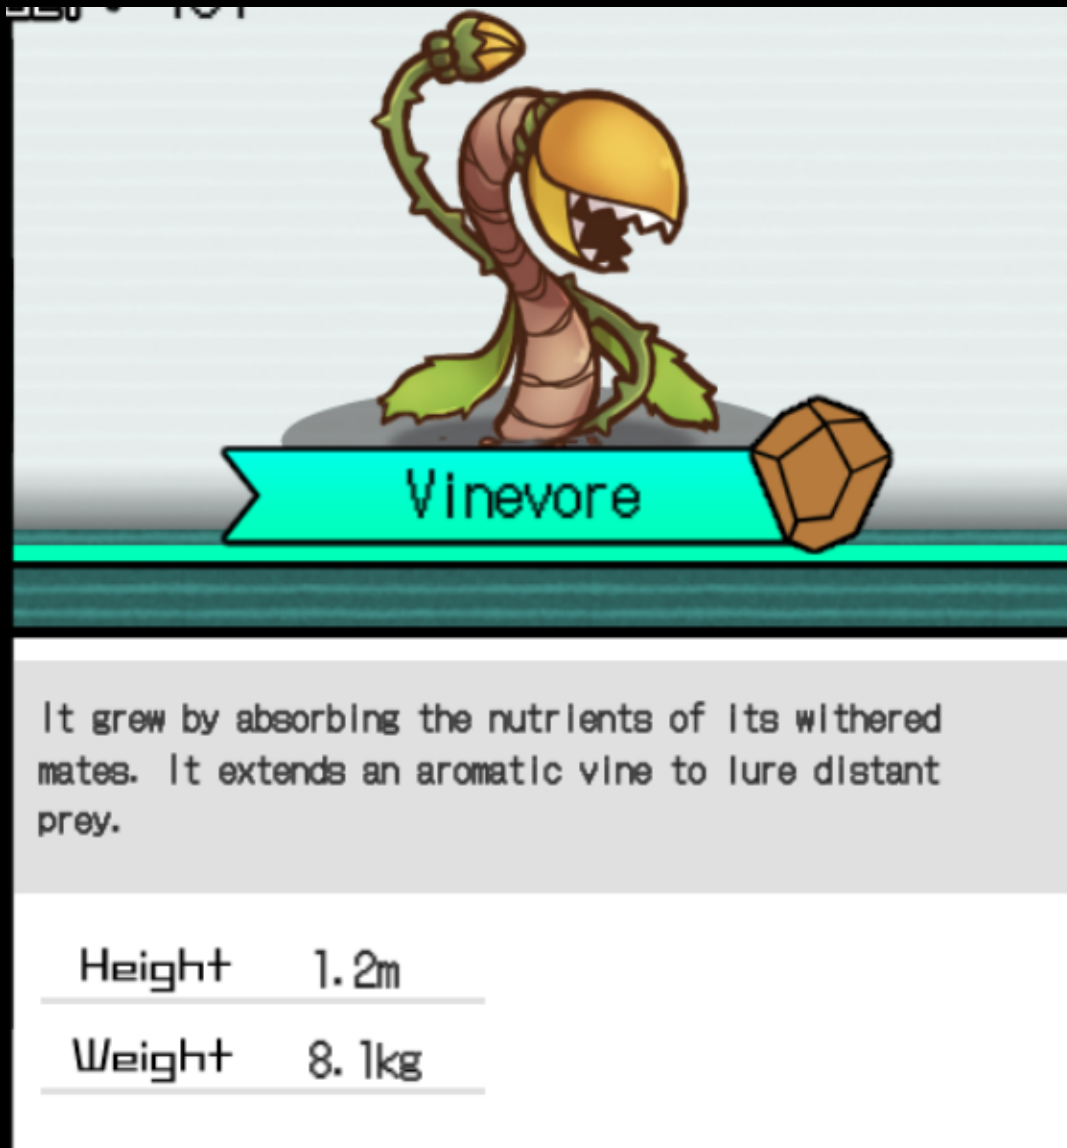 Vinevore
It grew by absorbing the nutrients of its withered
mates. It extends an aromatic vine to lure distant
prey.
Height 1.2m
Weight 8.1kg